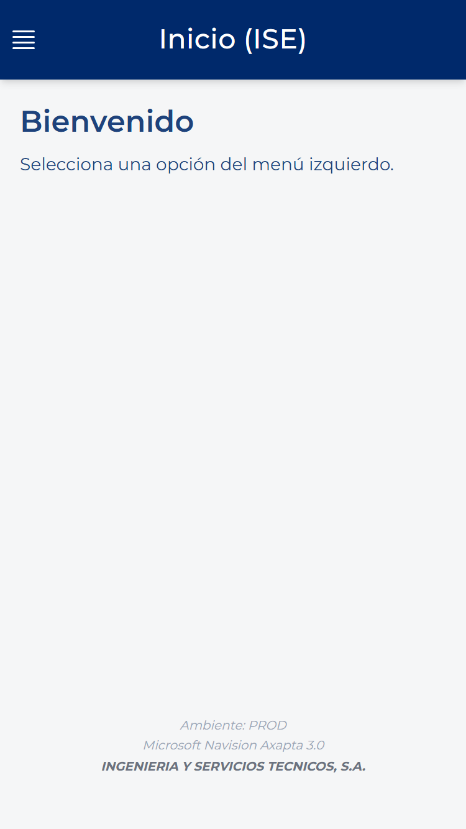 Inicio (ISE)
Bienvenido
Selecciona una opción del menú izquierdo.
Ambiente: PROD
Microsoft Navision Axapta 3.0
INGENIERIA Y SERVICIOS TECNICOS, S.A.